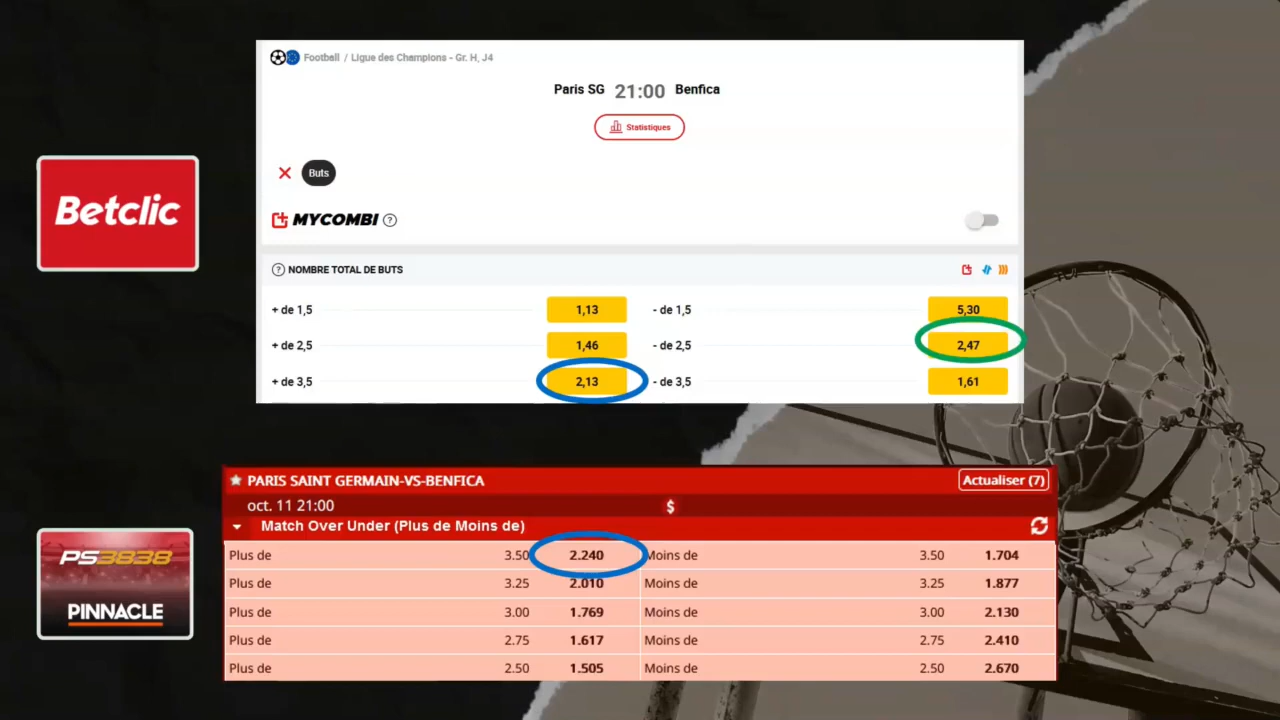 Football / Ligue des Champions - Gr. H, J4
Paris SG 21:00 Benfica
Statistiques
Buts
Betclic
MYCOMBI ?
? NOMBRE TOTAL DE BUTS
+ de 1,5 1,13 - de 1,5 5,30
+ de 2,5 1,46 - de 2,5 2,47
+ de 3,5 2,13 - de 3,5 1,61
PARIS SAINT GERMAIN-VS-BENFICA Actualiser (7)
oct. 11 21:00 $
Match Over Under (Plus de Moins de)
Plus de 3.50 2.240 Moins de 3.50 1.704
Plus de 3.25 2.010 Moins de 3.25 1.877
Plus de 3.00 1.769 Moins de 3.00 2.130
Plus de 2.75 1.617 Moins de 2.75 2.410
Plus de 2.50 1.505 Moins de 2.50 2.670
PS3838
PINNACLE